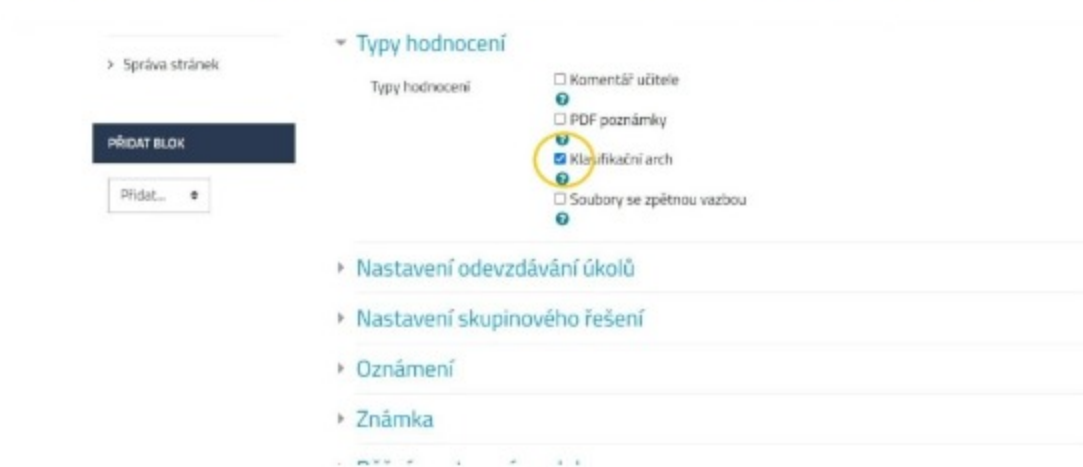 Správa stránek
PŘIDAT BLOK
Přidat...
Typy hodnocení
Typy hodnocení
Komentář učitele
PDF poznámky
Klasifikační arch
Soubory se zpětnou vazbou
Nastavení odevzdávání úkolů
Nastavení skupinového řešení
Oznámení
Známka